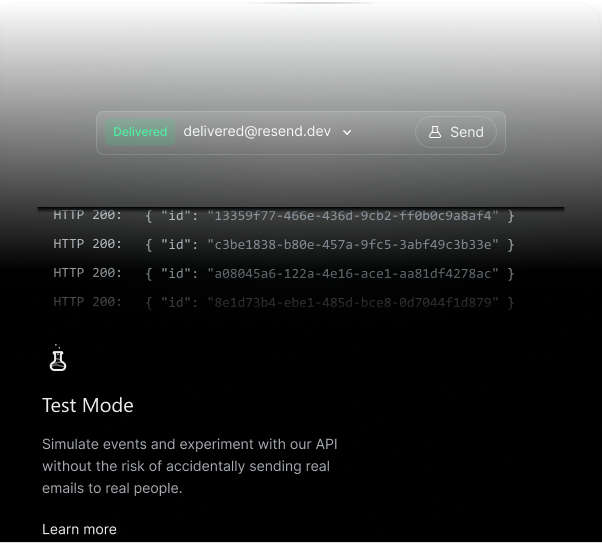 Delivered delivered@resend.dev Send
HTTP 200: { "id": "13359f77-466e-436d-9cb2-ff0b0c9a8af4" }
HTTP 200: { "id": "c3be1838-b80e-457a-9fc5-3abf49c3b33e" }
HTTP 200: { "id": "a08045a6-122a-4e16-ace1-aa81df4278ac" }
HTTP 200: { "id": "8e1d73b4-ebe1-485d-bce8-0d7044f1d879" }
Test Mode
Simulate events and experiment with our API
without the risk of accidentally sending real
emails to real people.
Learn more